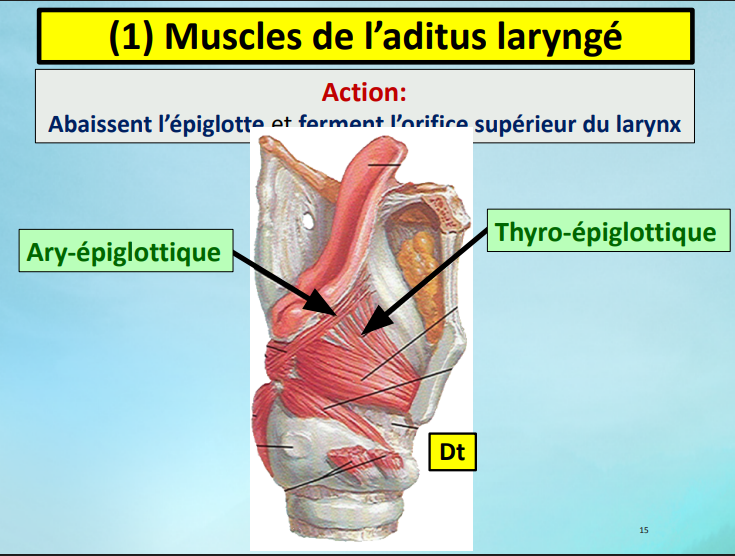 (1) Muscles de l’aditus laryngé
Action:
Abaissent l’épiglotte et ferment l’orifice supérieur du larynx
Ary-épiglottique
Thyro-épiglottique
Dt
15